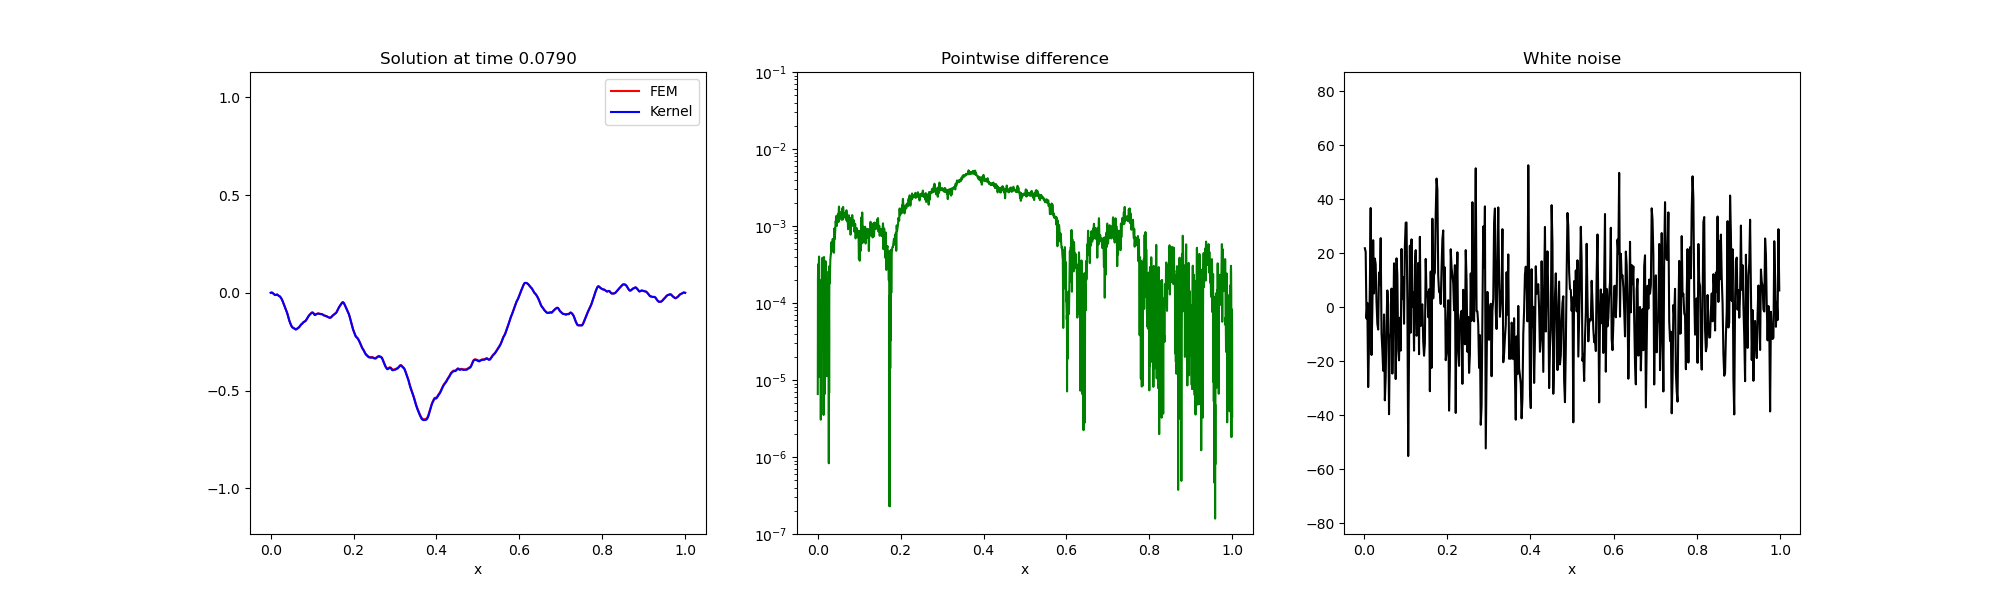 Solution at time 0.0790
1.0
0.5
0.0
−0.5
−1.0
0.0 0.2 0.4 0.6 0.8 1.0
x
FEM
Kernel
Pointwise difference
10⁻¹
10⁻²
10⁻³
10⁻⁴
10⁻⁵
10⁻⁶
10⁻⁷
0.0 0.2 0.4 0.6 0.8 1.0
x
White noise
80
60
40
20
0
−20
−40
−60
−80
0.0 0.2 0.4 0.6 0.8 1.0
x